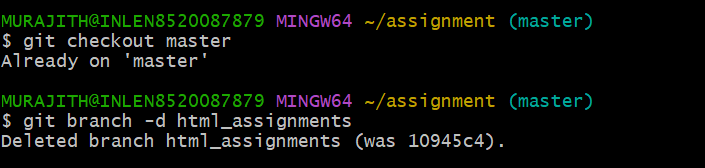 MURAJITH@INLEN8520087879 MINGW64 ~/assignment (master)
$ git checkout master
Already on 'master'
MURAJITH@INLEN8520087879 MINGW64 ~/assignment (master)
$ git branch -d html_assignments
Deleted branch html_assignments (was 10945c4).